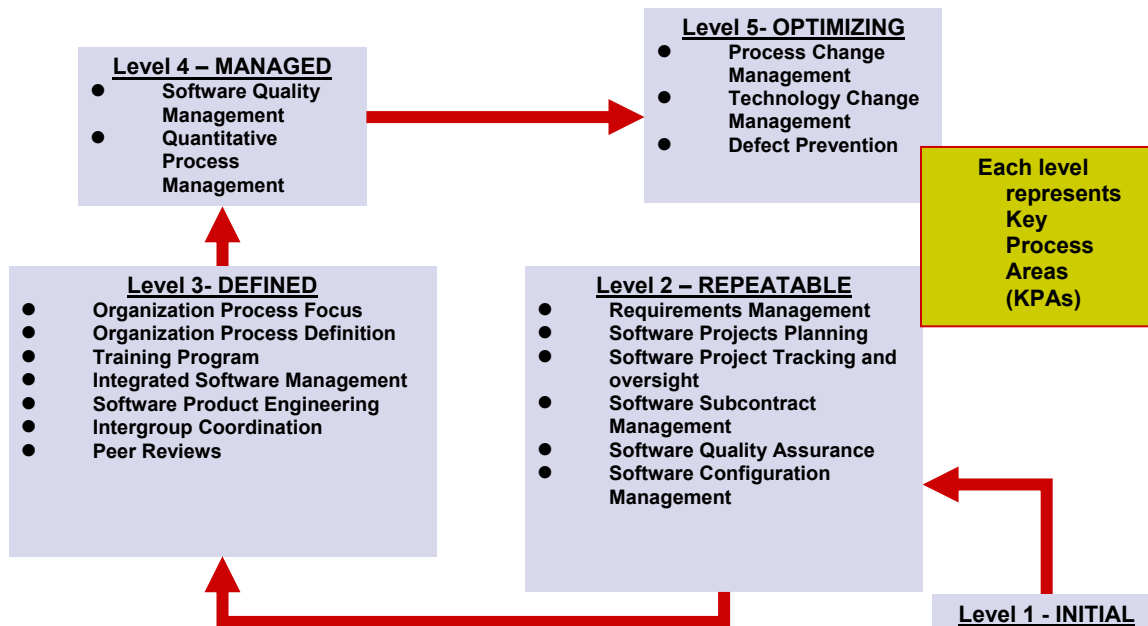 Level 5- OPTIMIZING
● Process Change
Management
● Technology Change
Management
● Defect Prevention
Level 4 – MANAGED
● Software Quality
Management
● Quantitative
Process
Management
Each level
represents
Key
Process
Areas
(KPAs)
Level 3- DEFINED
● Organization Process Focus
● Organization Process Definition
● Training Program
● Integrated Software Management
● Software Product Engineering
● Intergroup Coordination
● Peer Reviews
Level 2 – REPEATABLE
● Requirements Management
● Software Projects Planning
● Software Project Tracking and
oversight
● Software Subcontract
Management
● Software Quality Assurance
● Software Configuration
Management
Level 1 - INITIAL